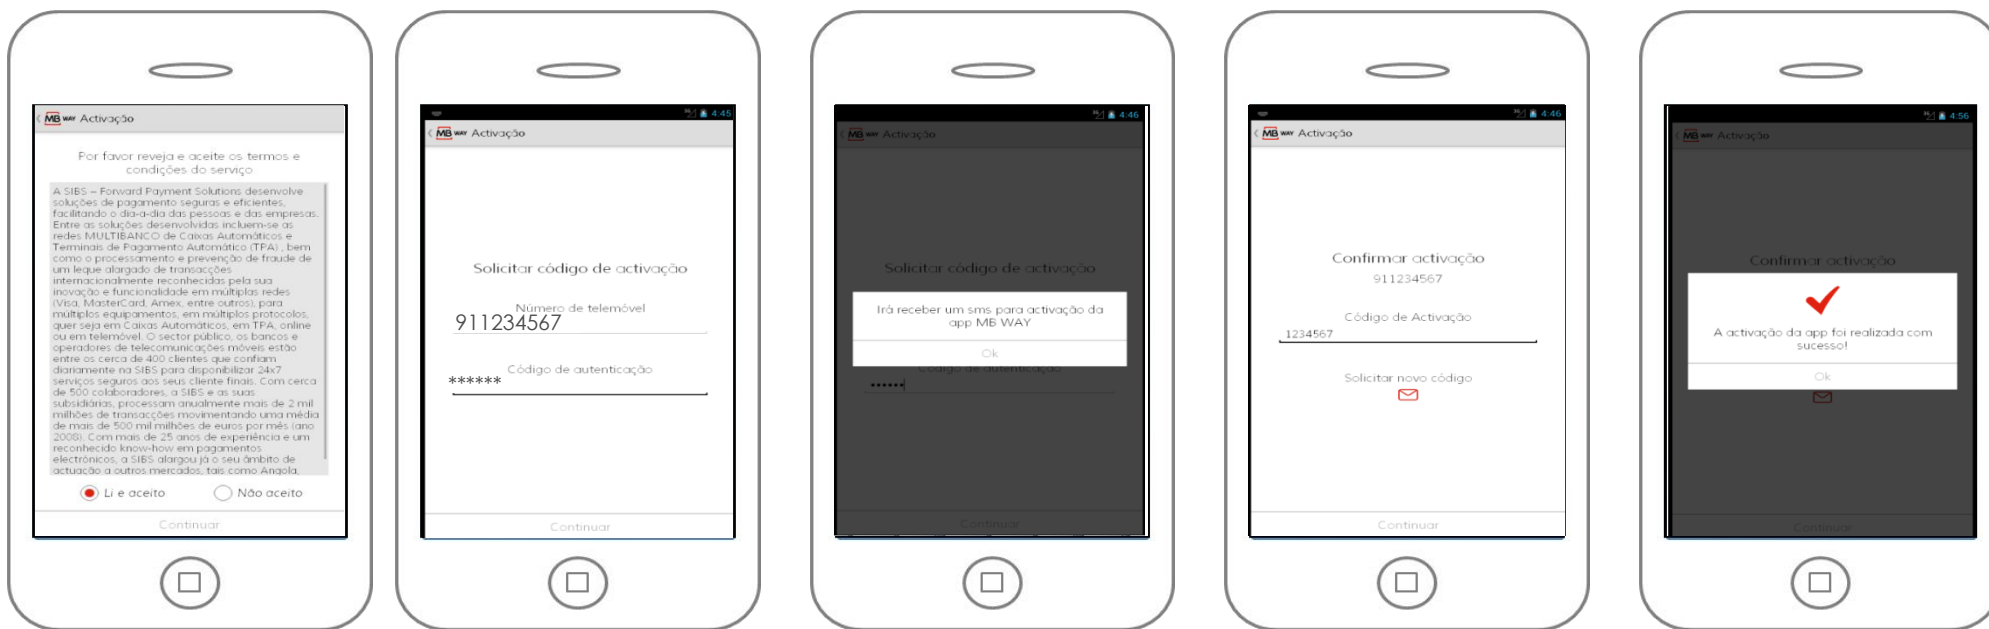 MB WAY Activação
Por favor reveja e aceite os termos e
condições do serviço
A SIBS – Forward Payment Solutions desenvolve
soluções de pagamento seguras e eficientes,
facilitando o dia-a-dia das pessoas e das empresas.
Entre as soluções desenvolvidas incluem-se as
redes MULTIBANCO de Caixas Automáticos e
Terminais de Pagamento Automático (TPA) , bem
como o processamento e prevenção de fraude de
um leque alargado de transacções
internacionalmente reconhecidas pela sua
inovação e funcionalidade em múltiplas redes
(Visa, MasterCard, Amex, entre outros), para
múltiplos equipamentos, em múltiplos protocolos,
quer seja em Caixas Automáticos, em TPA, online
ou em telemóvel. O sector público, os bancos e
operadores de telecomunicações móveis estão
entre os cerca de 400 clientes que confiam
diariamente na SIBS para disponibilizar 24x7
serviços seguros aos seus cliente finais. Com cerca
de 500 colaboradores, a SIBS e as suas
subsidiárias, processam anualmente mais de 2 mil
milhões de transacções movimentando uma média
de mais de 500 mil milhões de euros por mês (ano
2008). Com mais de 25 anos de experiência e um
reconhecido know-how em pagamentos
electrónicos, a SIBS alargou já o seu âmbito de
actuação a outros mercados, tais como Angola,
Li e aceito Não aceito
Continuar
3G 4:45
MB WAY Activação
Solicitar código de activação
Número de telemóvel
911234567
Código de autenticação
******
Continuar
3G 4:46
MB WAY Activação
Solicitar código de activação
Irá receber um sms para activação da
app MB WAY
Ok
Código de autenticação
••••••
Continuar
3G 4:46
MB WAY Activação
Confirmar activação
911234567
Código de Activação
1234567
Solicitar novo código
Continuar
3G 4:56
MB WAY Activação
Confirmar activação
A activação da app foi realizada com
sucesso!
Ok
Continuar